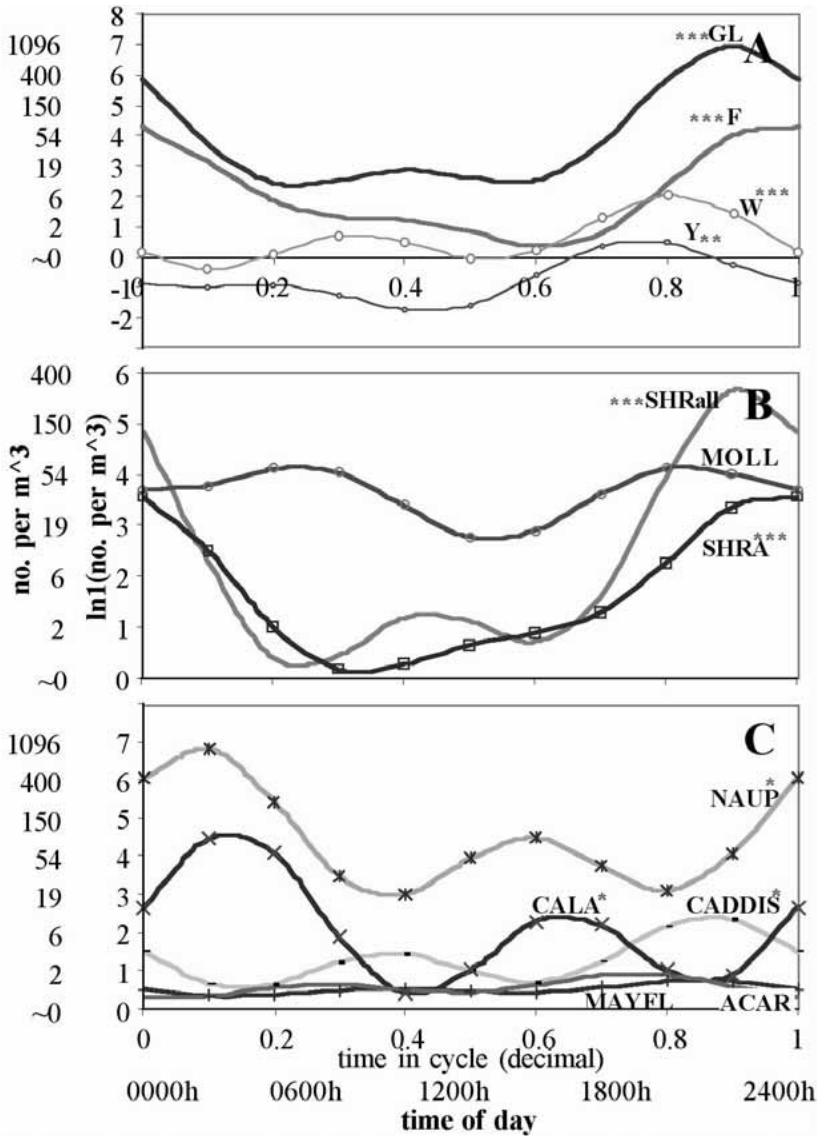 8
1096 7 ***GL A
400 6
150 5
54 4 ***F
19 3
6 2 W***
2 1 Y**
~0 0
-10 0.2 0.4 0.6 0.8 1
-2
400 6
***SHRall B
150 5
MOLL
54 4
19 3 SHRA***
6 2
2 1
~0 0
no. per m^3
ln1(no. per m^3)
1096 7 C
400 6 NAUP*
150 5
54 4
19 3 CALA* CADDIS*
6 2
2 1
~0 0 MAYFL ACAR
0 0.2 0.4 0.6 0.8 1
time in cycle (decimal)
0000h 0600h 1200h 1800h 2400h
time of day